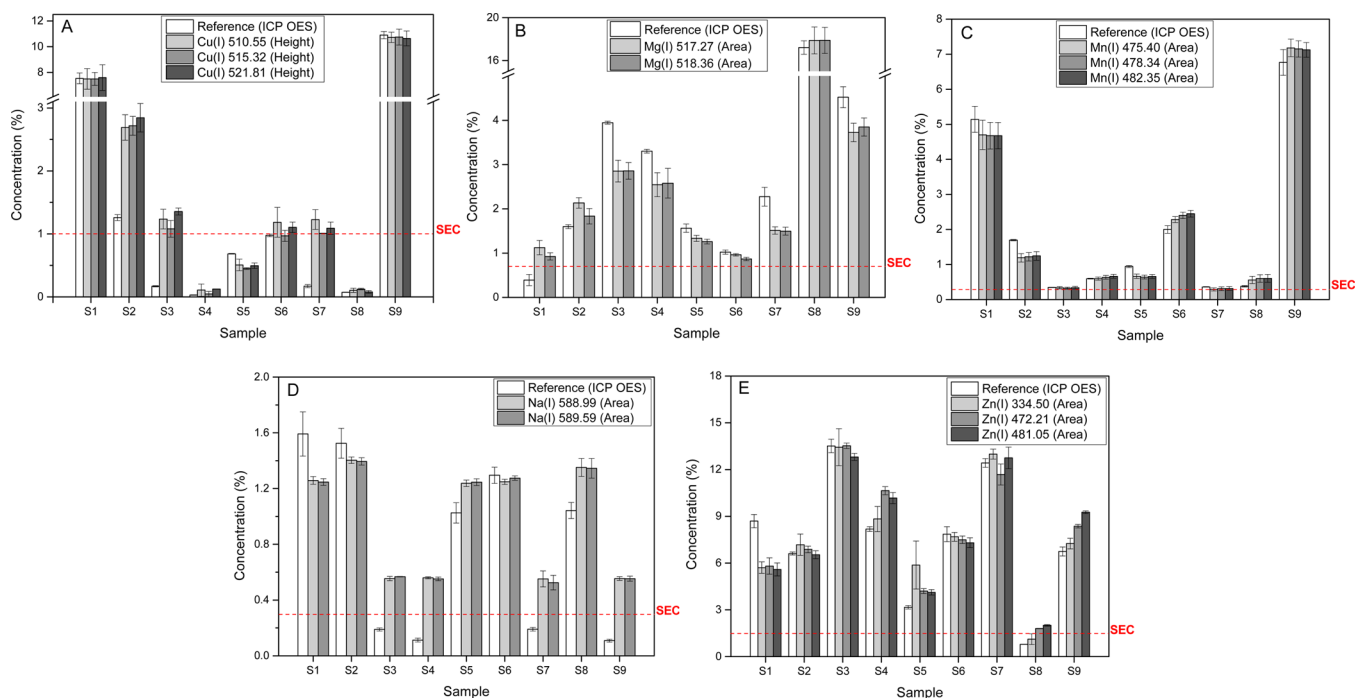 A
Reference (ICP OES)
Cu(I) 510.55 (Height)
Cu(I) 515.32 (Height)
Cu(I) 521.81 (Height)
Concentration (%)
12
10
8
3
2
1
0
SEC
S1 S2 S3 S4 S5 S6 S7 S8 S9
Sample
B
Reference (ICP OES)
Mg(I) 517.27 (Area)
Mg(I) 518.36 (Area)
Concentration (%)
20
18
16
4
3
2
1
0
SEC
S1 S2 S3 S4 S5 S6 S7 S8 S9
Sample
C
Reference (ICP OES)
Mn(I) 475.40 (Area)
Mn(I) 478.34 (Area)
Mn(I) 482.35 (Area)
Concentration (%)
8
6
4
2
0
SEC
S1 S2 S3 S4 S5 S6 S7 S8 S9
Sample
D
Reference (ICP OES)
Na(I) 588.99 (Area)
Na(I) 589.59 (Area)
Concentration (%)
2.0
1.6
1.2
0.8
0.4
0.0
SEC
S1 S2 S3 S4 S5 S6 S7 S8 S9
Sample
E
Reference (ICP OES)
Zn(I) 334.50 (Area)
Zn(I) 472.21 (Area)
Zn(I) 481.05 (Area)
Concentration (%)
18
15
12
9
6
3
0
SEC
S1 S2 S3 S4 S5 S6 S7 S8 S9
Sample